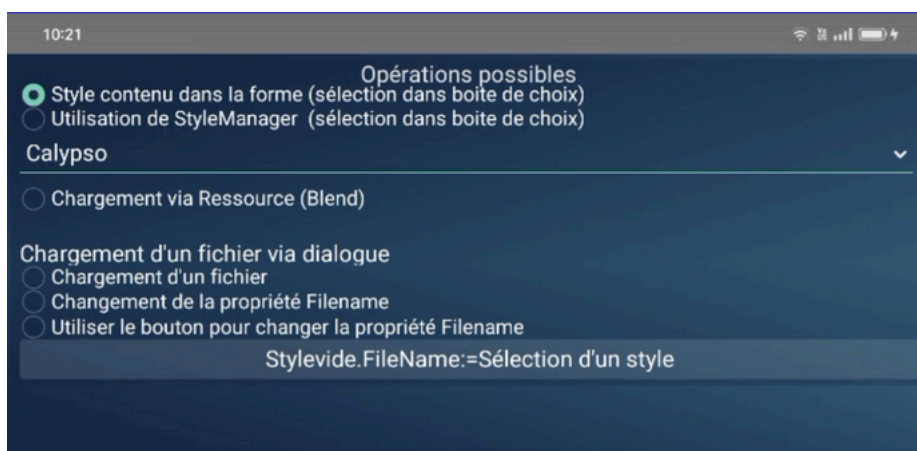 10:21
Opérations possibles
Style contenu dans la forme (sélection dans boite de choix)
Utilisation de StyleManager (sélection dans boite de choix)
Calypso
Chargement via Ressource (Blend)
Chargement d'un fichier via dialogue
Chargement d'un fichier
Changement de la propriété Filename
Utiliser le bouton pour changer la propriété Filename
Stylevide.FileName:=Sélection d'un style